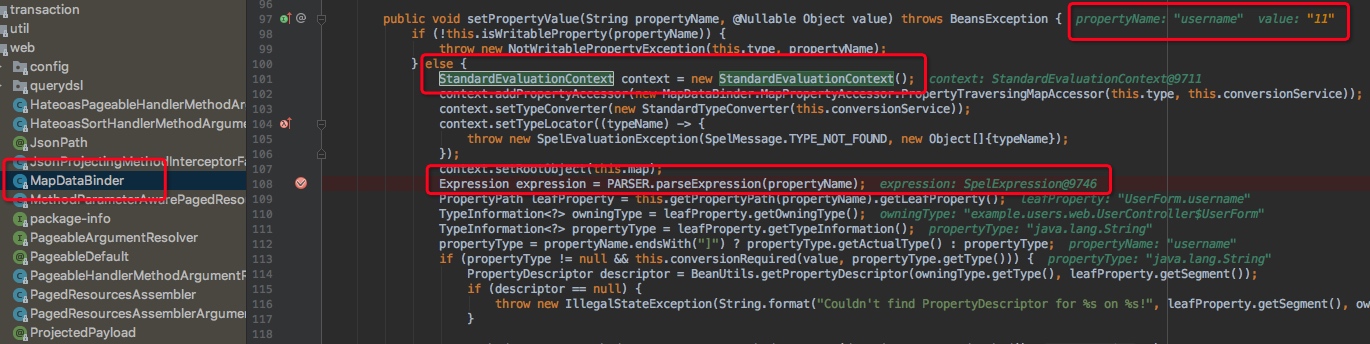 transaction
util
web
config
querydsl
HateoasPageableHandlerMethodAr
HateoasSortHandlerMethodArgume
JsonPath
JsonProjectingMethodInterceptorFa
MapDataBinder
MethodParameterAwarePagedResou
package-info
PageableArgumentResolver
PageableDefault
PageableHandlerMethodArgumentR
PagedResourcesAssembler
PagedResourcesAssemblerArgumen
ProjectedPayload
96
97 public void setPropertyValue(String propertyName, @Nullable Object value) throws BeansException { propertyName: "username" value: "11"
98 if (!this.isWritableProperty(propertyName)) {
99 throw new NotWritablePropertyException(this.type, propertyName);
100 } else {
101 StandardEvaluationContext context = new StandardEvaluationContext(); context: StandardEvaluationContext@9711
102 context.addPropertyAccessor(new MapDataBinder.MapPropertyAccessor.PropertyTraversingMapAccessor(this.type, this.conversionService));
103 context.setTypeConverter(new StandardTypeConverter(this.conversionService));
104 context.setTypeLocator((typeName) -> {
105 throw new SpelEvaluationException(SpelMessage.TYPE_NOT_FOUND, new Object[]{typeName});
106 });
107 context.setRootObject(this.map);
108 Expression expression = PARSER.parseExpression(propertyName); expression: SpelExpression@9746
109 PropertyPath leafProperty = this.getPropertyPath(propertyName).getLeafProperty(); leafProperty: "UserForm.username"
110 TypeInformation<?> owningType = leafProperty.getOwningType(); owningType: "example.users.web.UserController$UserForm"
111 TypeInformation<?> propertyType = leafProperty.getTypeInformation(); propertyType: "java.lang.String"
112 propertyType = propertyName.endsWith("]") ? propertyType.getActualType() : propertyType; propertyName: "username"
113 if (propertyType != null && this.conversionRequired(value, propertyType.getType())) { propertyType: "java.lang.String"
114 PropertyDescriptor descriptor = BeanUtils.getPropertyDescriptor(owningType.getType(), leafProperty.getSegment());
115 if (descriptor == null) {
116 throw new IllegalStateException(String.format("Couldn't find PropertyDescriptor for %s on %s!", leafProperty.getSegment(), ow
117 }
118